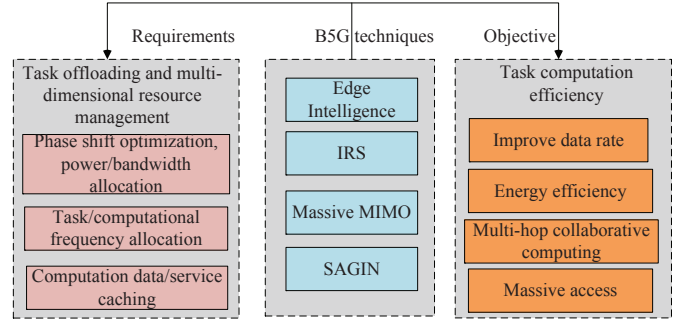 Requirements
B5G techniques
Objective
Task offloading and multi-
dimensional resource
management
Phase shift optimization,
power/bandwidth
allocation
Task/computational
frequency allocation
Computation data/service
caching
Edge
Intelligence
IRS
Massive MIMO
SAGIN
Task computation
efficiency
Improve data rate
Energy efficiency
Multi-hop collaborative
computing
Massive access